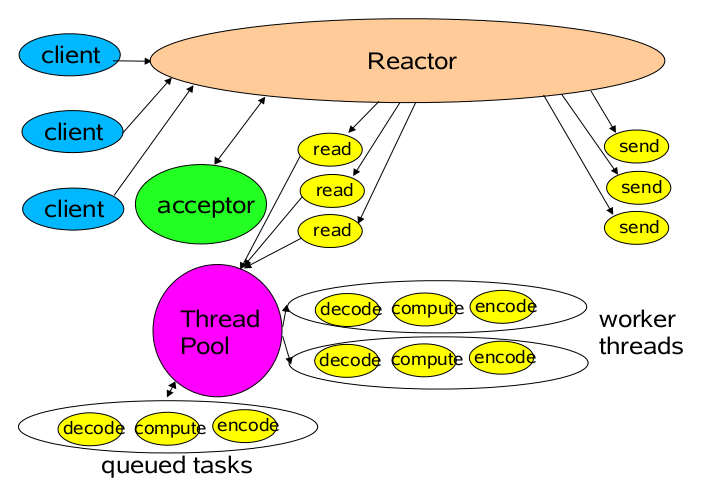 client
Reactor
client
client
acceptor
read
read
read
send
send
send
Thread
Pool
decode compute encode
decode compute encode
worker
threads
decode compute encode
queued tasks